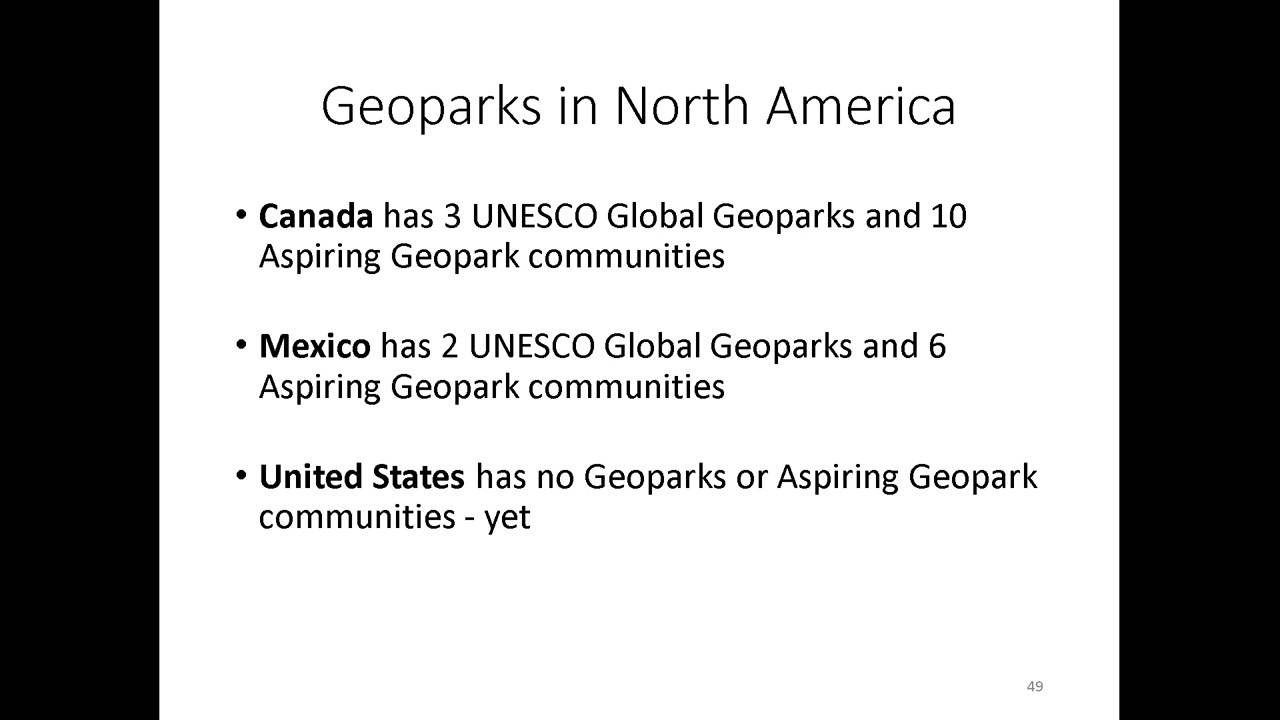 Geoparks in North America
• Canada has 3 UNESCO Global Geoparks and 10
Aspiring Geopark communities
• Mexico has 2 UNESCO Global Geoparks and 6
Aspiring Geopark communities
• United States has no Geoparks or Aspiring Geopark
communities - yet
49